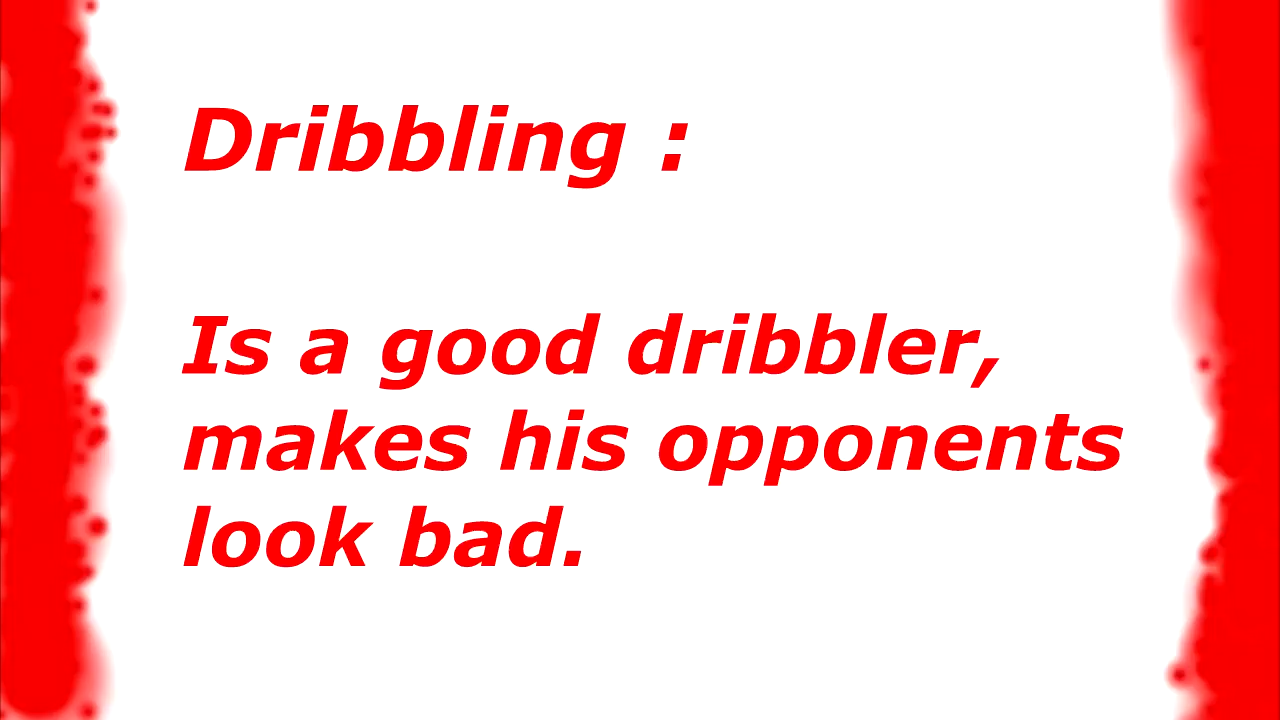 Dribbling :
Is a good dribbler,
makes his opponents
look bad.